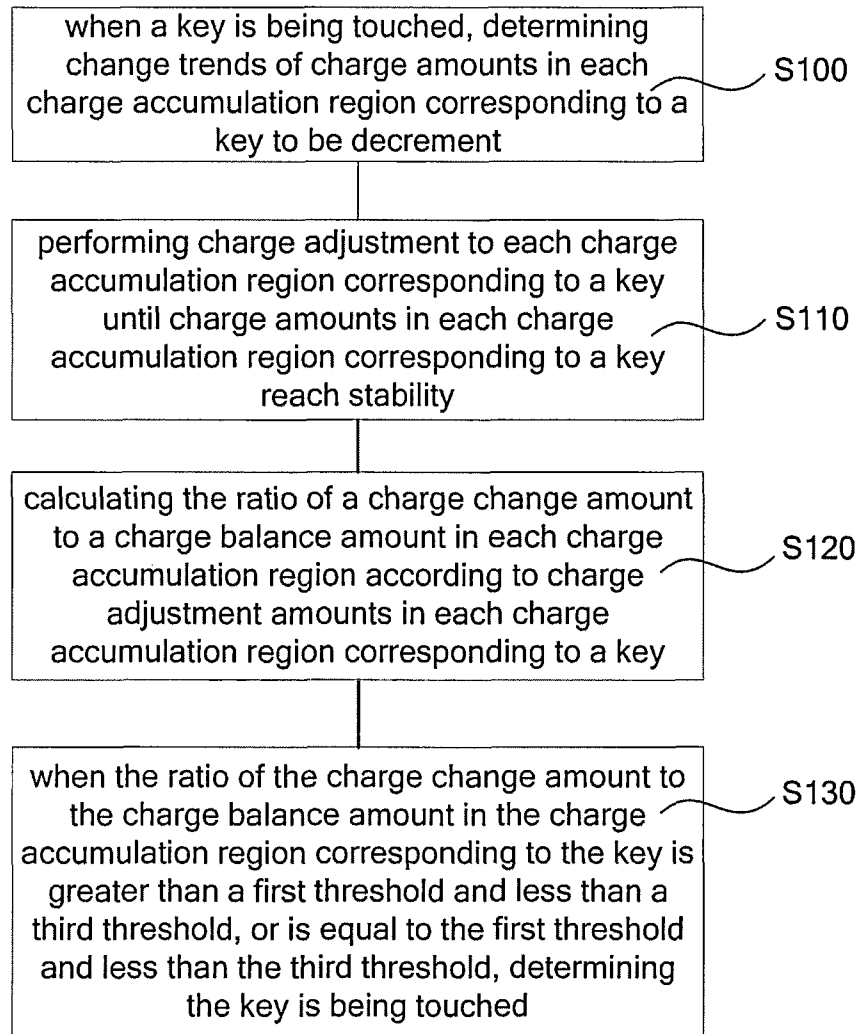 when a key is being touched, determining
change trends of charge amounts in each
charge accumulation region corresponding to a
key to be decrement
S100
performing charge adjustment to each charge
accumulation region corresponding to a key
until charge amounts in each charge
accumulation region corresponding to a key
reach stability
S110
calculating the ratio of a charge change amount
to a charge balance amount in each charge
accumulation region according to charge
adjustment amounts in each charge
accumulation region corresponding to a key
S120
when the ratio of the charge change amount to
the charge balance amount in the charge
accumulation region corresponding to the key is
greater than a first threshold and less than a
third threshold, or is equal to the first threshold
and less than the third threshold, determining
the key is being touched
S130